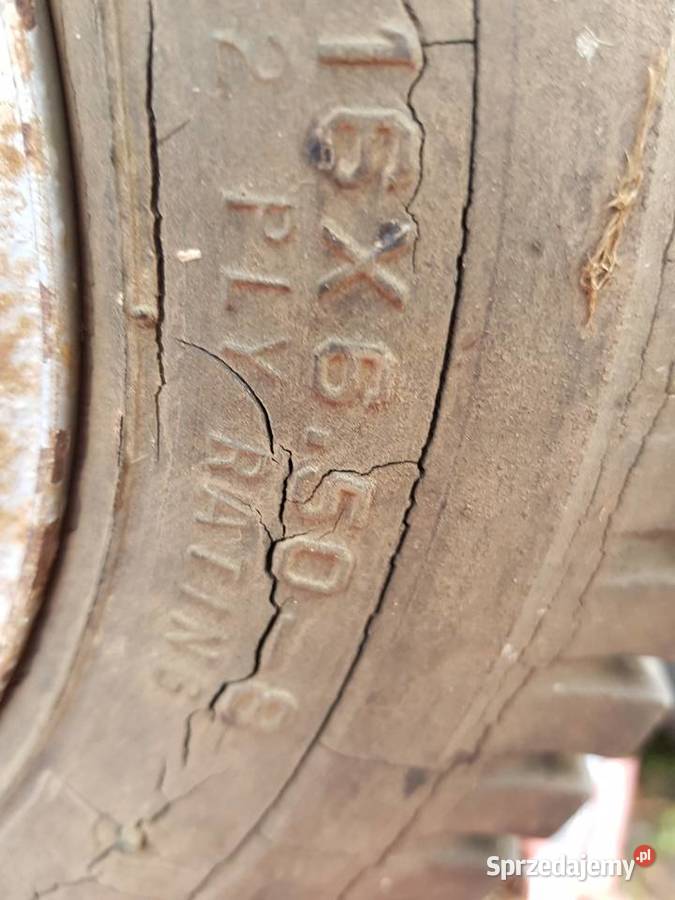 16X6.50-8
2 PLY RATING
Sprzedajemy.pl